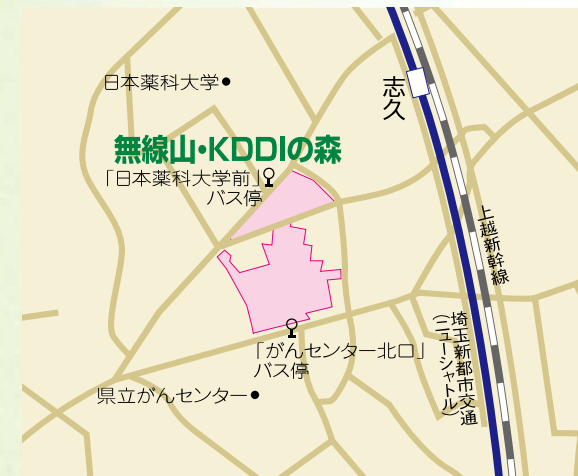 日本薬科大学
志久
無線山・KDDIの森
「日本薬科大学前」
バス停
上越新幹線
埼玉新都市交通
(ニューシャトル)
「がんセンター北口」
バス停
県立がんセンター